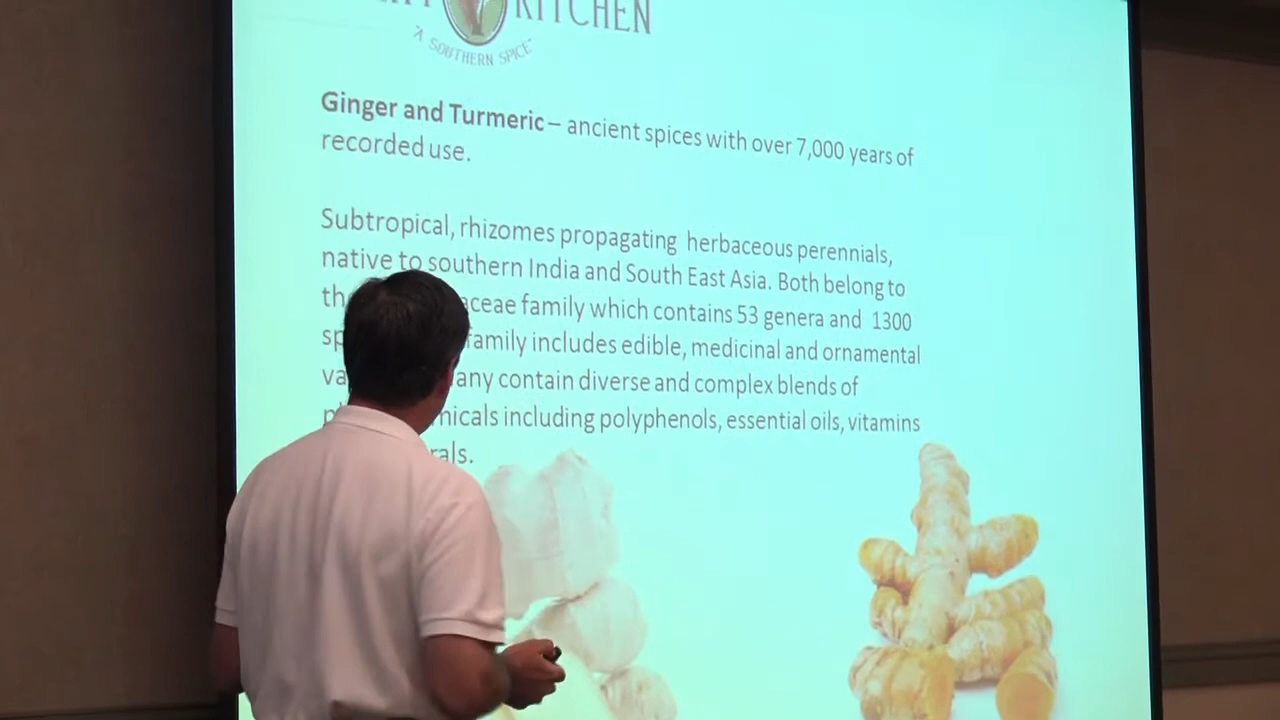 KITCHEN
"A SOUTHERN SPICE"
Ginger and Turmeric – ancient spices with over 7,000 years of
recorded use.
Subtropical, rhizomes propagating herbaceous perennials,
native to southern India and South East Asia. Both belong to
aceae family which contains 53 genera and 1300
family includes edible, medicinal and ornamental
any contain diverse and complex blends of
nicals including polyphenols, essential oils, vitamins
rals.